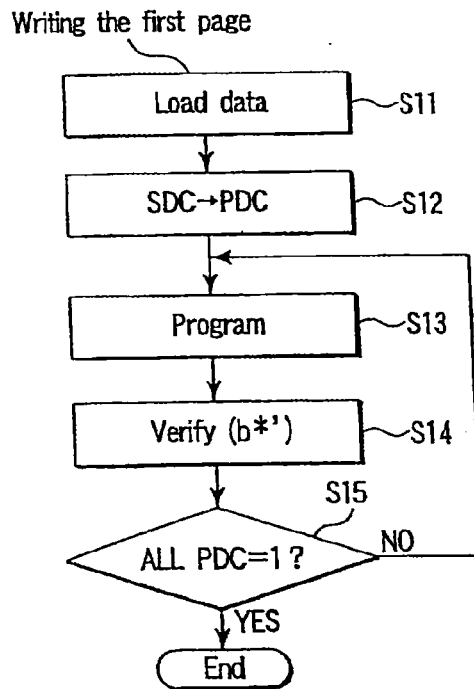 Writing the first page
Load data
S11
SDC→PDC
S12
Program
S13
Verify (b*')
S14
S15
ALL PDC=1?
NO
YES
End